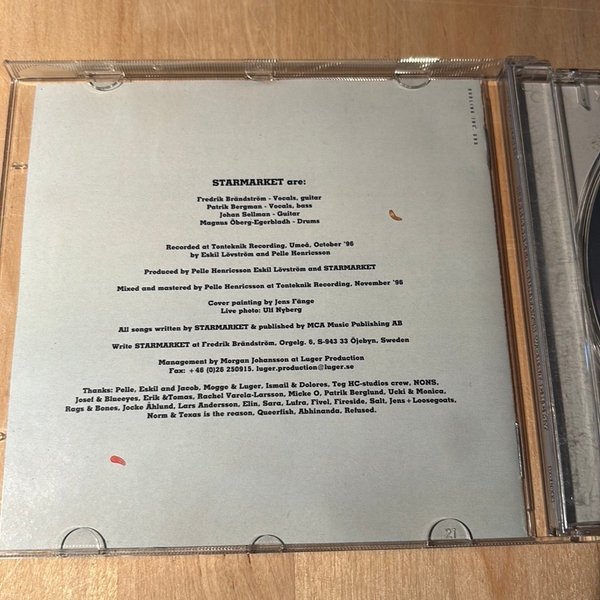 STARMARKET are:
Fredrik Brändström - Vocals, guitar
Patrik Bergman - Vocals, bass
Johan Sellman - Guitar
Magnus Öberg-Egerbladh - Drums
Recorded at Tonteknik Recording, Umeå, October '96
by Eskil Lövström and Pelle Henricsson
Produced by Pelle Henricsson Eskil Lövström and STARMARKET
Mixed and mastered by Pelle Henricsson at Tonteknik Recording, November '96
Cover painting by Jens Fänge
Live photo: Ulf Nyberg
All songs written by STARMARKET & published by MCA Music Publishing AB
Write STARMARKET at Fredrik Brändström, Orgelg. 6, S-943 33 Öjebyn, Sweden
Management by Morgan Johansson at Luger Production
Fax: +46 (0)26 250915. luger.production@luger.se
Thanks: Pelle, Eskil and Jacob, Mogge & Luger, Ismail & Dolores. Teg HC-studios crew, NONS,
Josef & Blueeyes, Erik &Tomas, Rachel Varela-Larsson, Micke O, Patrik Berglund, Ucki & Monica,
Rags & Bones, Jocke Åhlund, Lars Andersson, Elin, Sara, Lufra, Fivel, Fireside, Salt, Jens+Loosegoats,
Norm & Texas is the reason, Queerfish, Abhinanda, Refused.
21